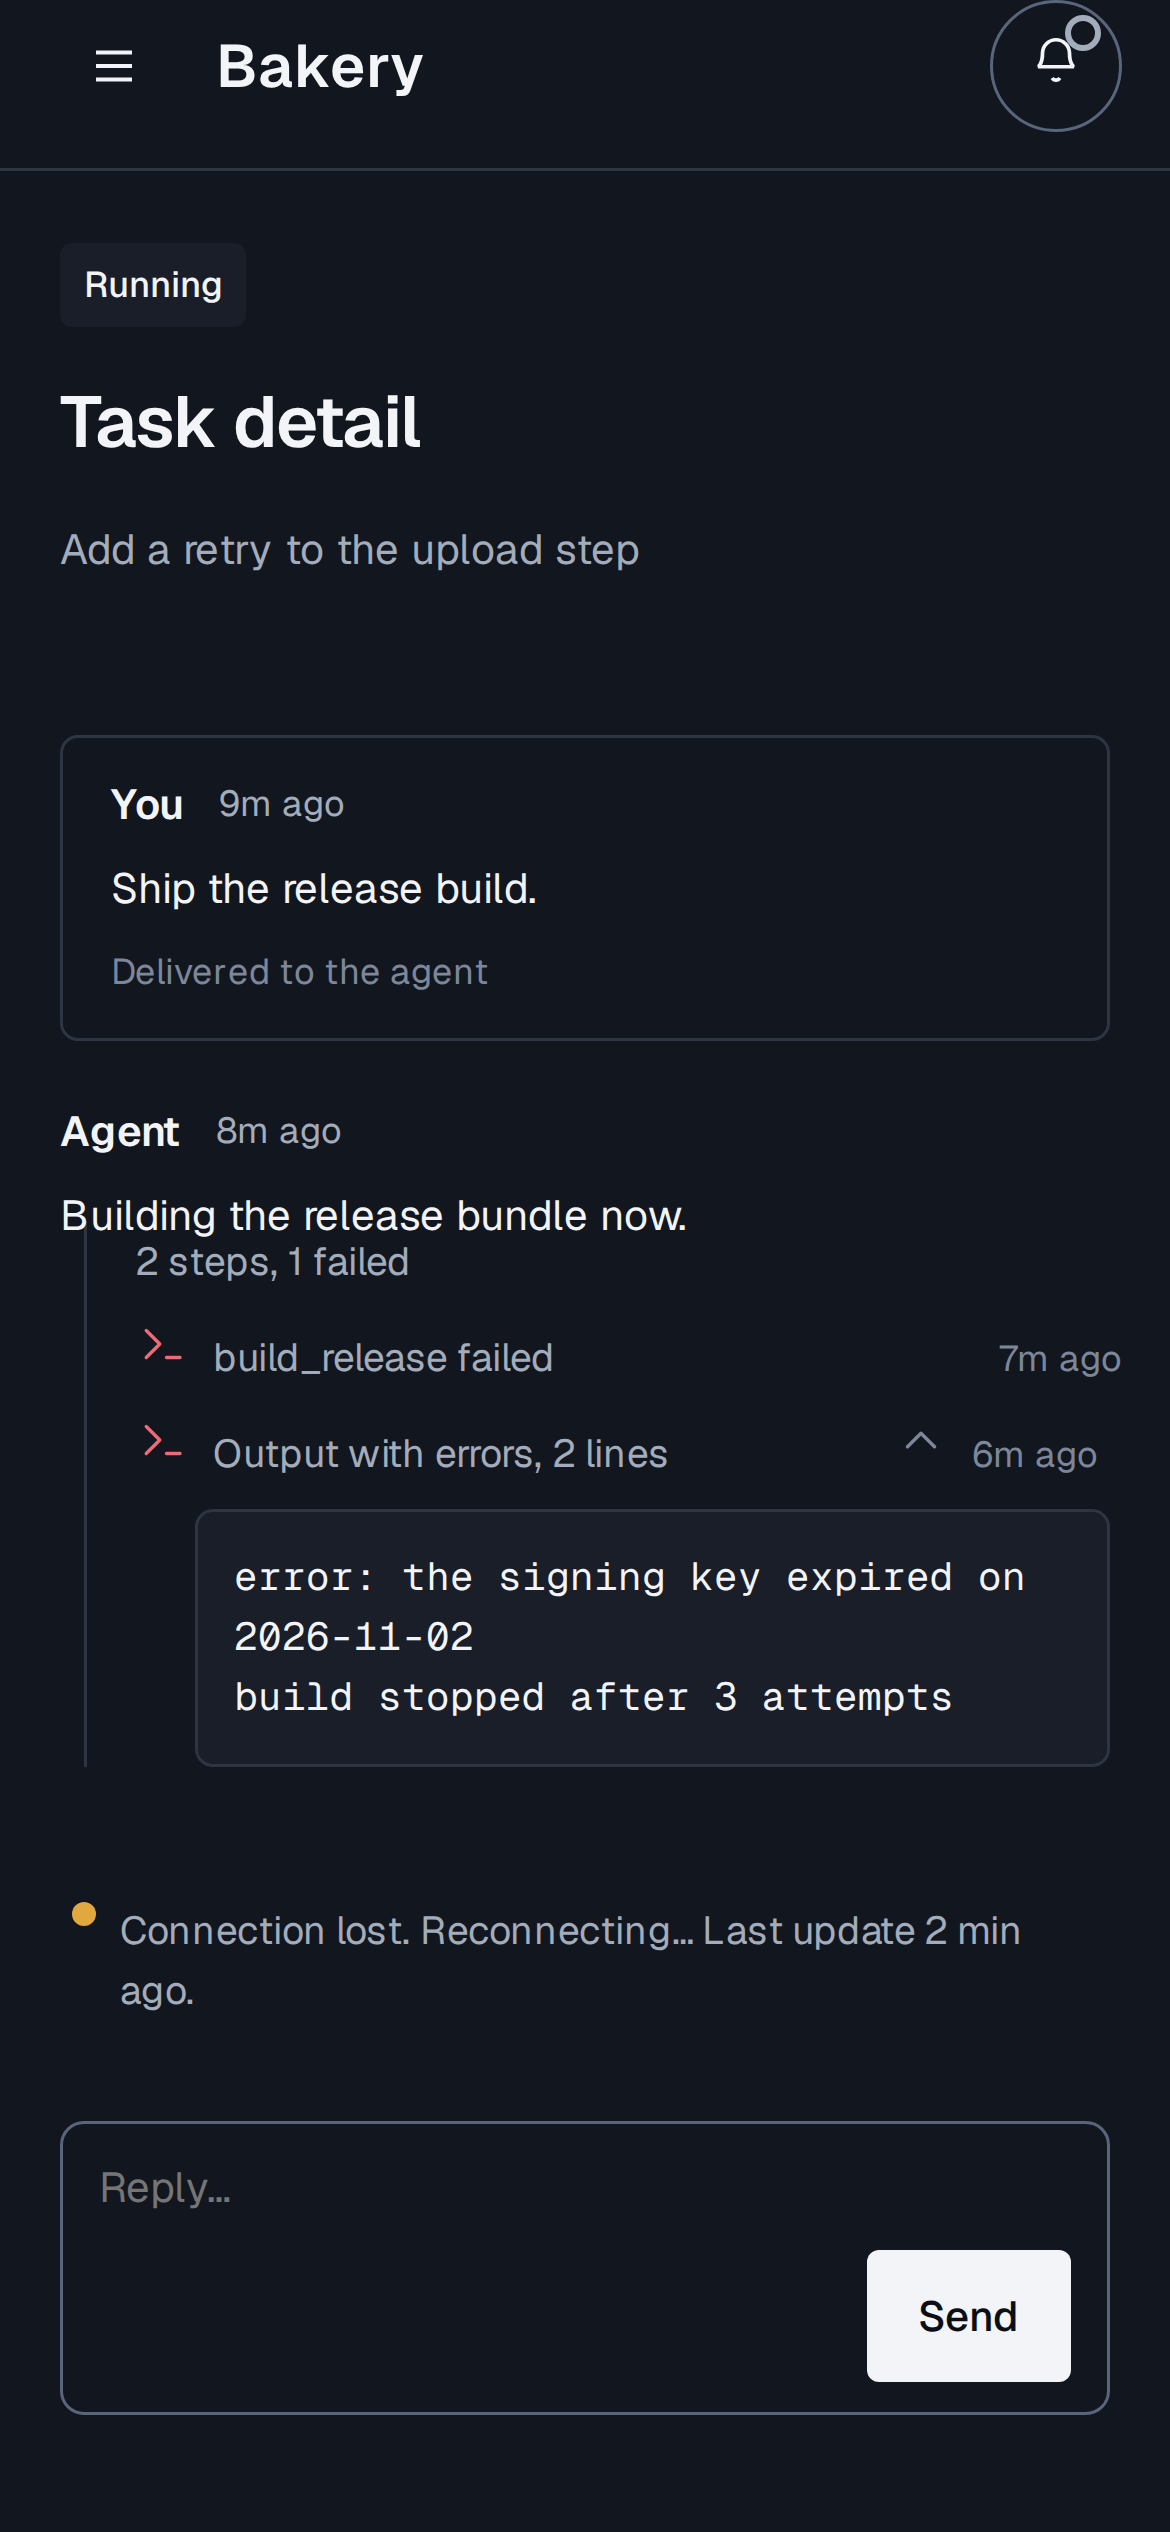 Bakery
Running
Task detail
Add a retry to the upload step
You 9m ago
Ship the release build.
Delivered to the agent
Agent 8m ago
Building the release bundle now.
2 steps, 1 failed
build_release failed 7m ago
Output with errors, 2 lines 6m ago
error: the signing key expired on
2026-11-02
build stopped after 3 attempts
Connection lost. Reconnecting… Last update 2 min
ago.
Reply…
Send